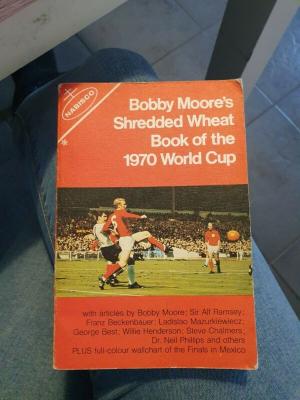 NABISCO
Bobby Moore's
Shredded Wheat
Book of the
1970 World Cup
with articles by Bobby Moore; Sir Alf Ramsey;
Franz Beckenbauer; Ladislao Mazurkiewiecz;
George Best; Willie Henderson; Steve Chalmers;
Dr. Neil Phillips and others
PLUS full-colour wallchart of the Finals in Mexico